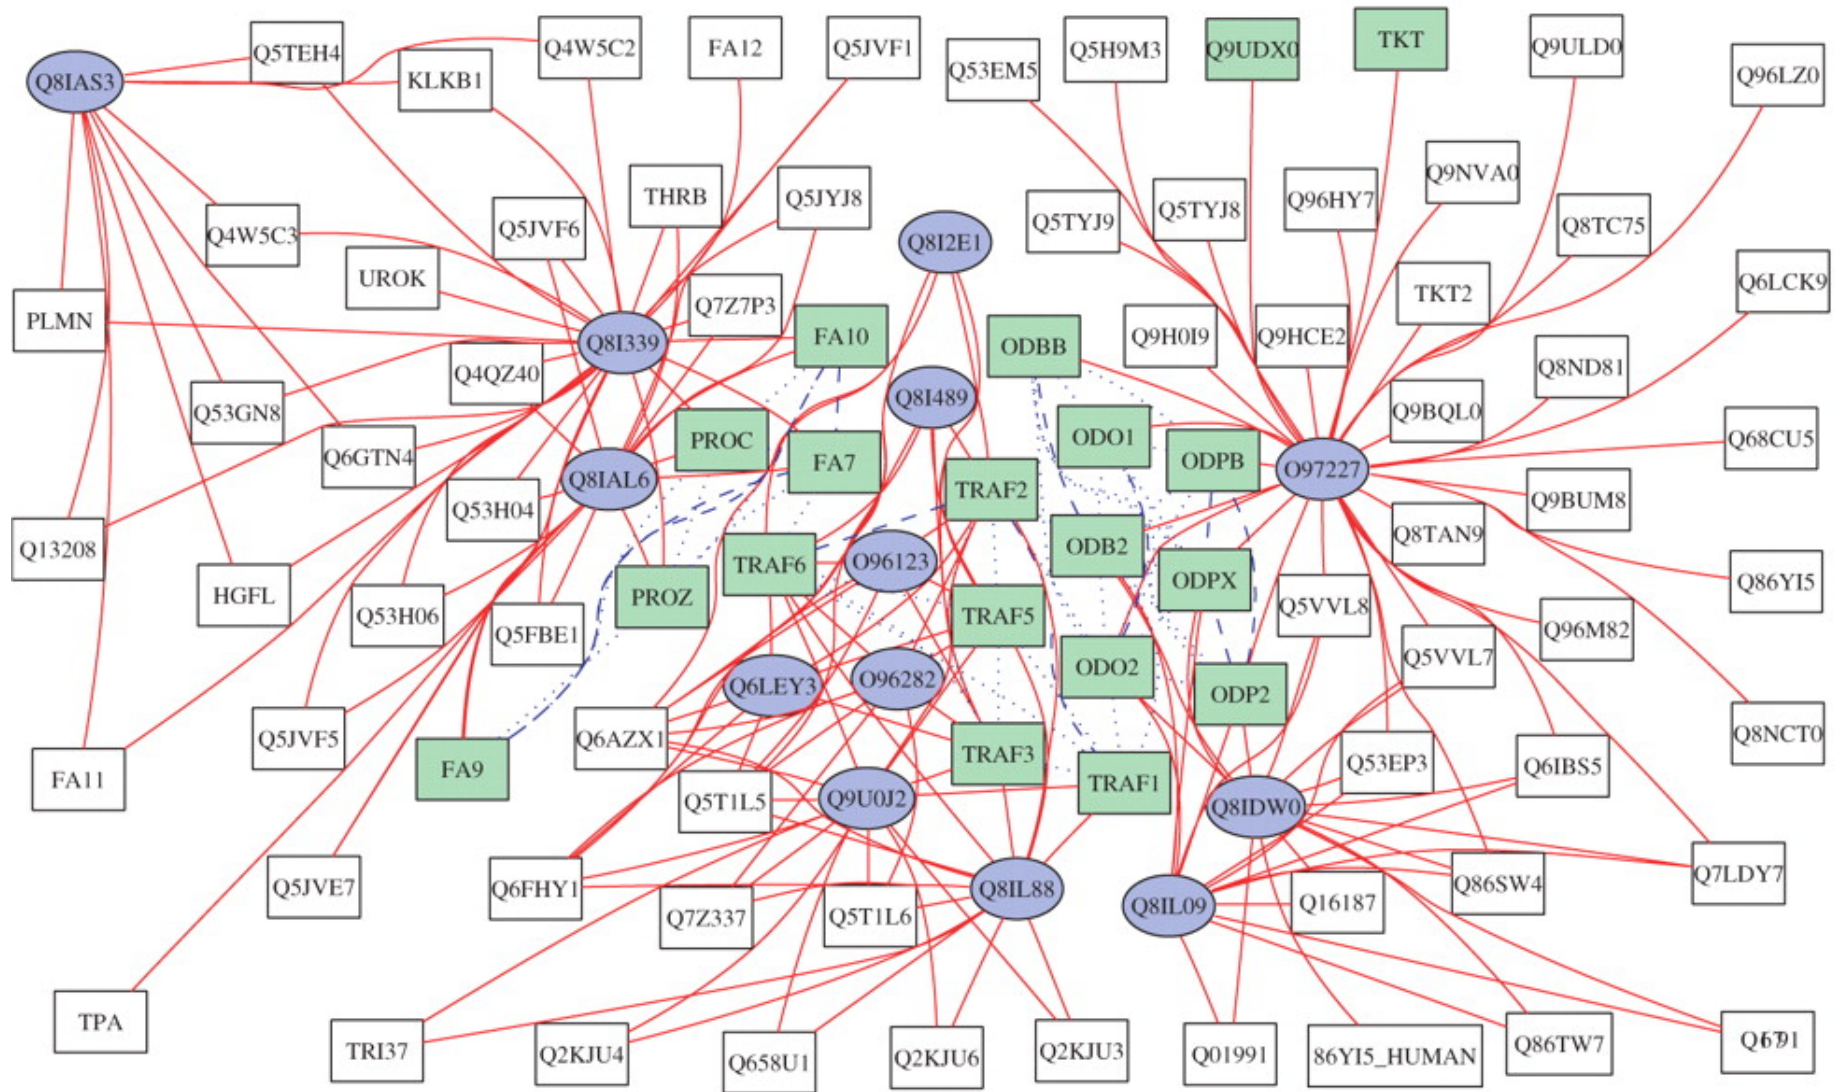 Q5TEH4
Q4W5C2
FA12
Q5JVF1
Q53EM5
Q5H9M3
Q9UDX0
TKT
Q9ULD0
Q96LZ0
Q8IAS3
KLKB1
Q4W5C3
Q5JVF6
THRB
Q5JYJ8
Q8I2E1
Q5TYJ9
Q5TYJ8
Q96HY7
Q9NVA0
Q8TC75
UROK
Q7Z7P3
TKT2
Q6LCK9
PLMN
Q8I339
FA10
ODBB
Q9H0I9
Q9HCE2
Q4QZ40
Q8I489
Q8ND81
Q53GN8
Q9BQL0
Q6GTN4
PROC
FA7
ODO1
ODPB
O97227
Q68CU5
Q8IAL6
TRAF2
Q53H04
Q9BUM8
Q13208
ODB2
Q8TAN9
TRAF6
O96123
Q86YI5
HGFL
PROZ
ODPX
Q5VVL8
Q53H06
Q5FBE1
TRAF5
Q96M82
Q6LEY3
O96282
ODO2
ODP2
Q5VVL7
Q5JVF5
Q6AZX1
Q8NCT0
FA11
FA9
TRAF3
TRAF1
Q53EP3
Q6IBS5
Q5T1L5
Q9U0J2
Q8IDW0
Q5JVE7
Q6FHY1
Q7Z337
Q5T1L6
Q8IL88
Q8IL09
Q16187
Q86SW4
Q7LDY7
TPA
TRI37
Q2KJU4
Q658U1
Q2KJU6
Q2KJU3
Q01991
86YI5_HUMAN
Q86TW7